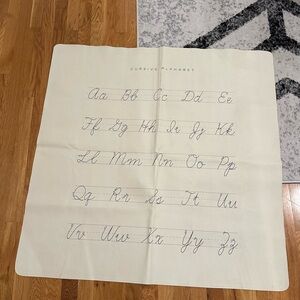 CURSIVE ALPHABET
Aa Bb Cc Dd Ee
Ff Gg Hh Ii Jj Kk
Ll Mm Nn Oo Pp
Qq Rr Ss Tt Uu
Vv Ww Xx Yy Zz